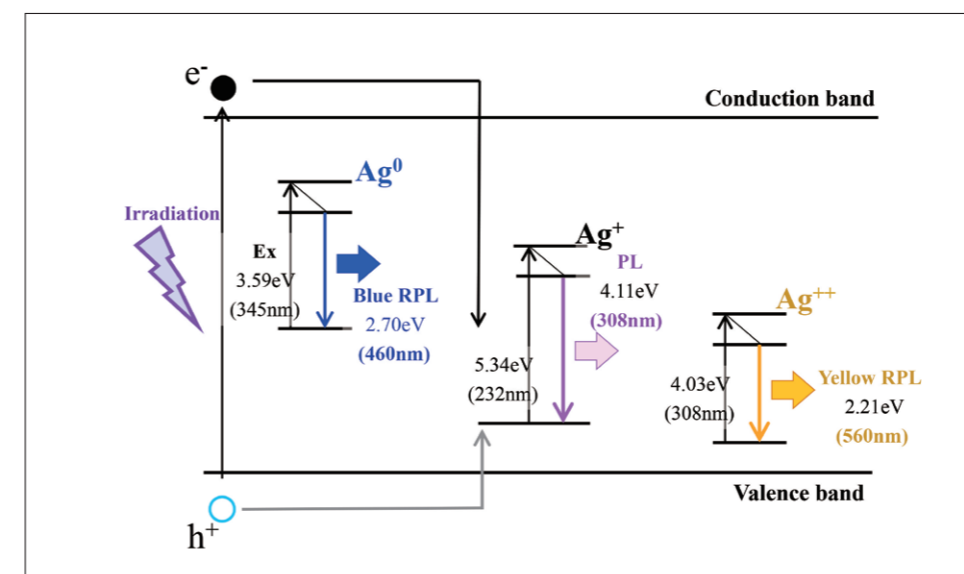 e-
Conduction band
Ag0
Irradiation
Ex
3.59eV
(345nm)
Blue RPL
2.70eV
(460nm)
Ag+
PL
4.11eV
(308nm)
5.34eV
(232nm)
Ag++
4.03eV
(308nm)
Yellow RPL
2.21eV
(560nm)
Valence band
h+